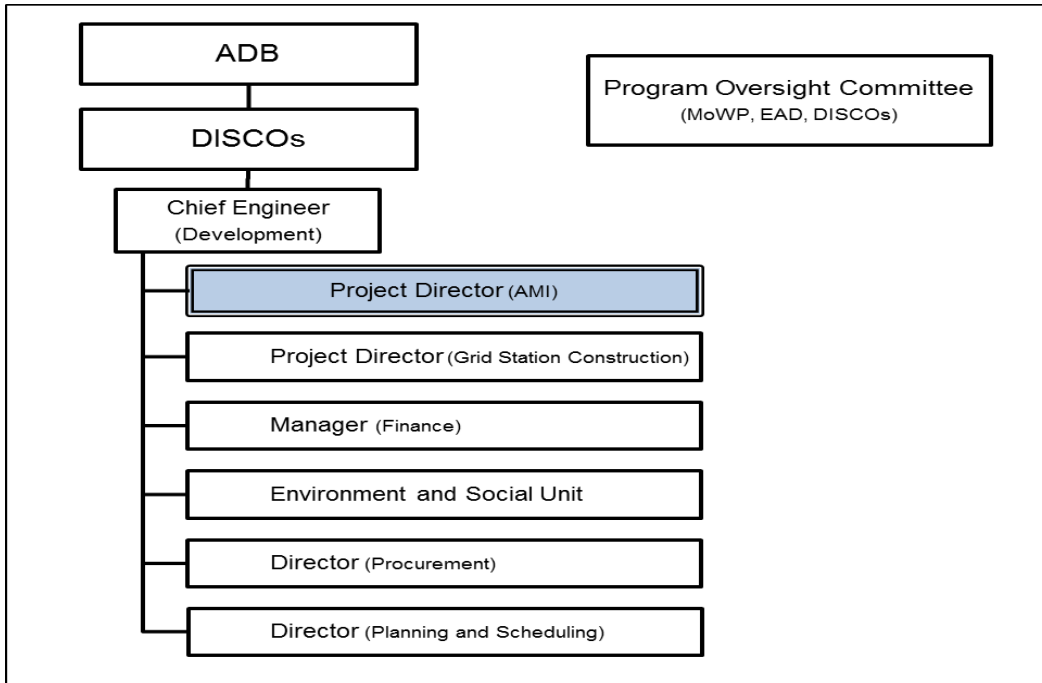 ADB
DISCOs
Program Oversight Committee
(MoWP, EAD, DISCOs)
Chief Engineer
(Development)
Project Director (AMI)
Project Director (Grid Station Construction)
Manager (Finance)
Environment and Social Unit
Director (Procurement)
Director (Planning and Scheduling)